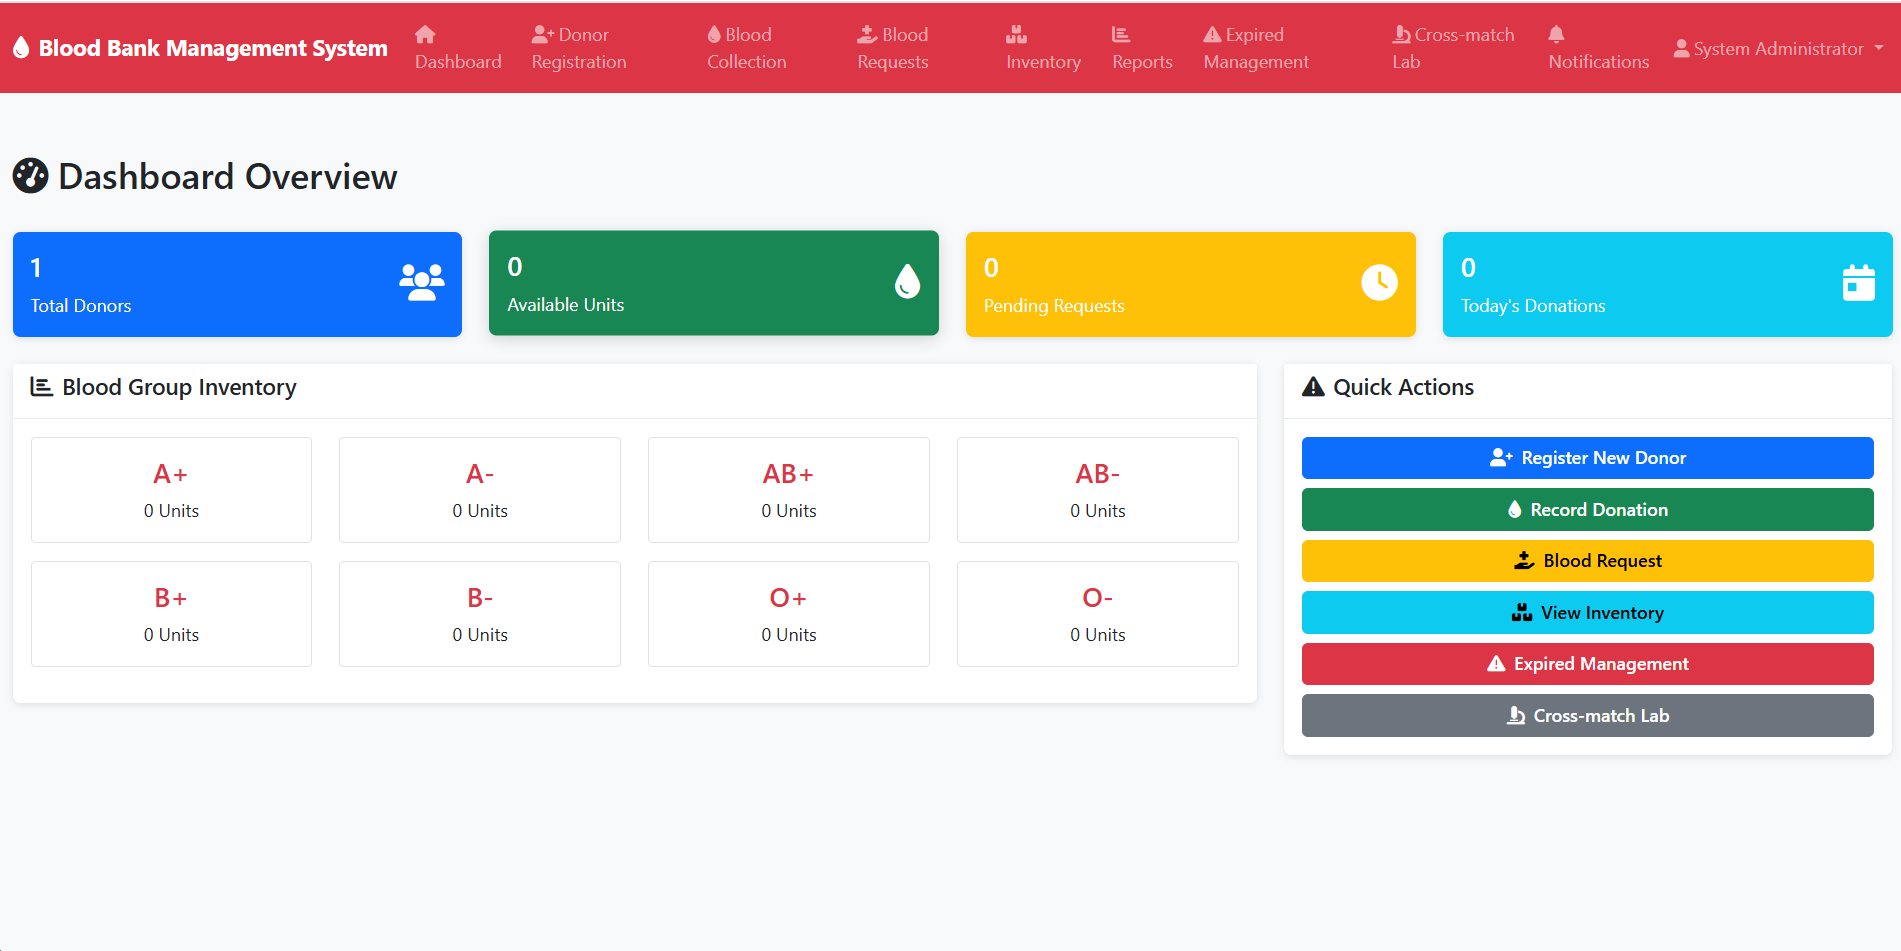 Blood Bank Management System
Dashboard
Donor
Registration
Blood
Collection
Blood
Requests
Inventory
Reports
Expired
Management
Cross-match
Lab
Notifications
System Administrator
Dashboard Overview
1
Total Donors
0
Available Units
0
Pending Requests
0
Today's Donations
Blood Group Inventory
A+
0 Units
A-
0 Units
AB+
0 Units
AB-
0 Units
B+
0 Units
B-
0 Units
O+
0 Units
O-
0 Units
Quick Actions
Register New Donor
Record Donation
Blood Request
View Inventory
Expired Management
Cross-match Lab